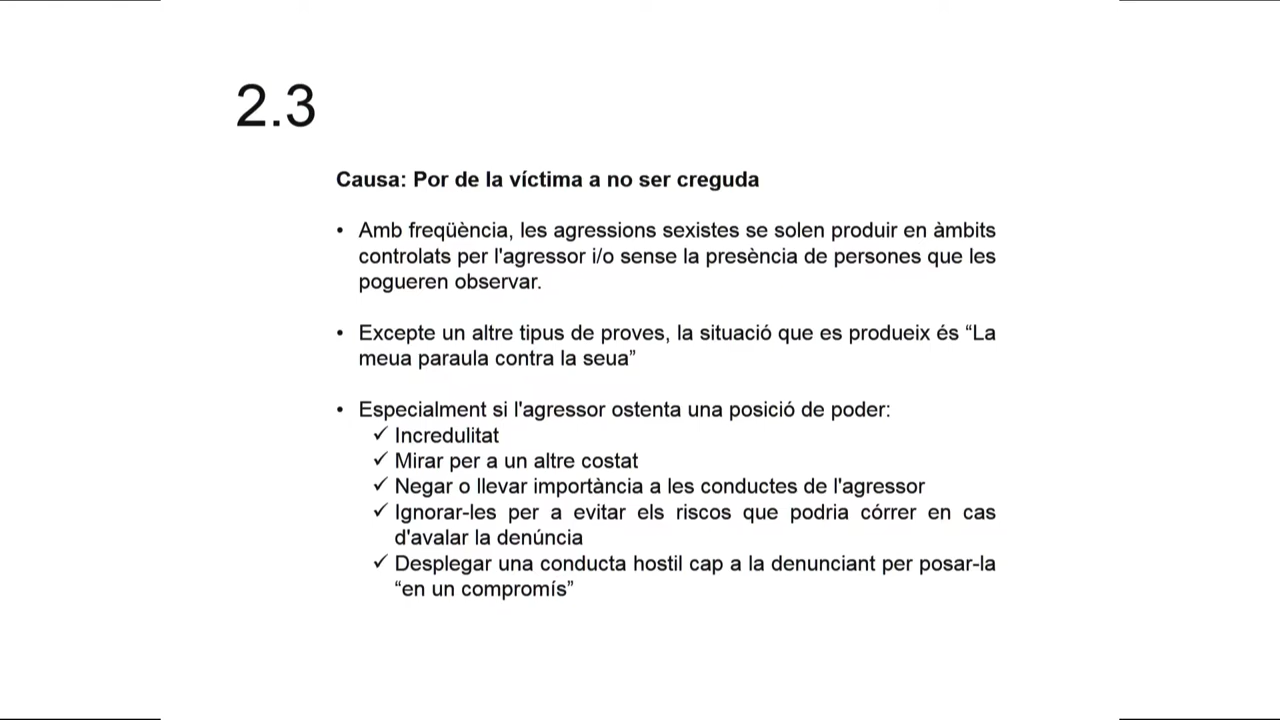 2.3
Causa: Por de la víctima a no ser creguda
• Amb freqüència, les agressions sexistes se solen produir en àmbits
controlats per l'agressor i/o sense la presència de persones que les
pogueren observar.
• Excepte un altre tipus de proves, la situació que es produeix és “La
meua paraula contra la seua”
• Especialment si l'agressor ostenta una posició de poder:
✓ Incredulitat
✓ Mirar per a un altre costat
✓ Negar o llevar importància a les conductes de l'agressor
✓ Ignorar-les per a evitar els riscos que podria córrer en cas
d'avalar la denúncia
✓ Desplegar una conducta hostil cap a la denunciant per posar-la
“en un compromís”